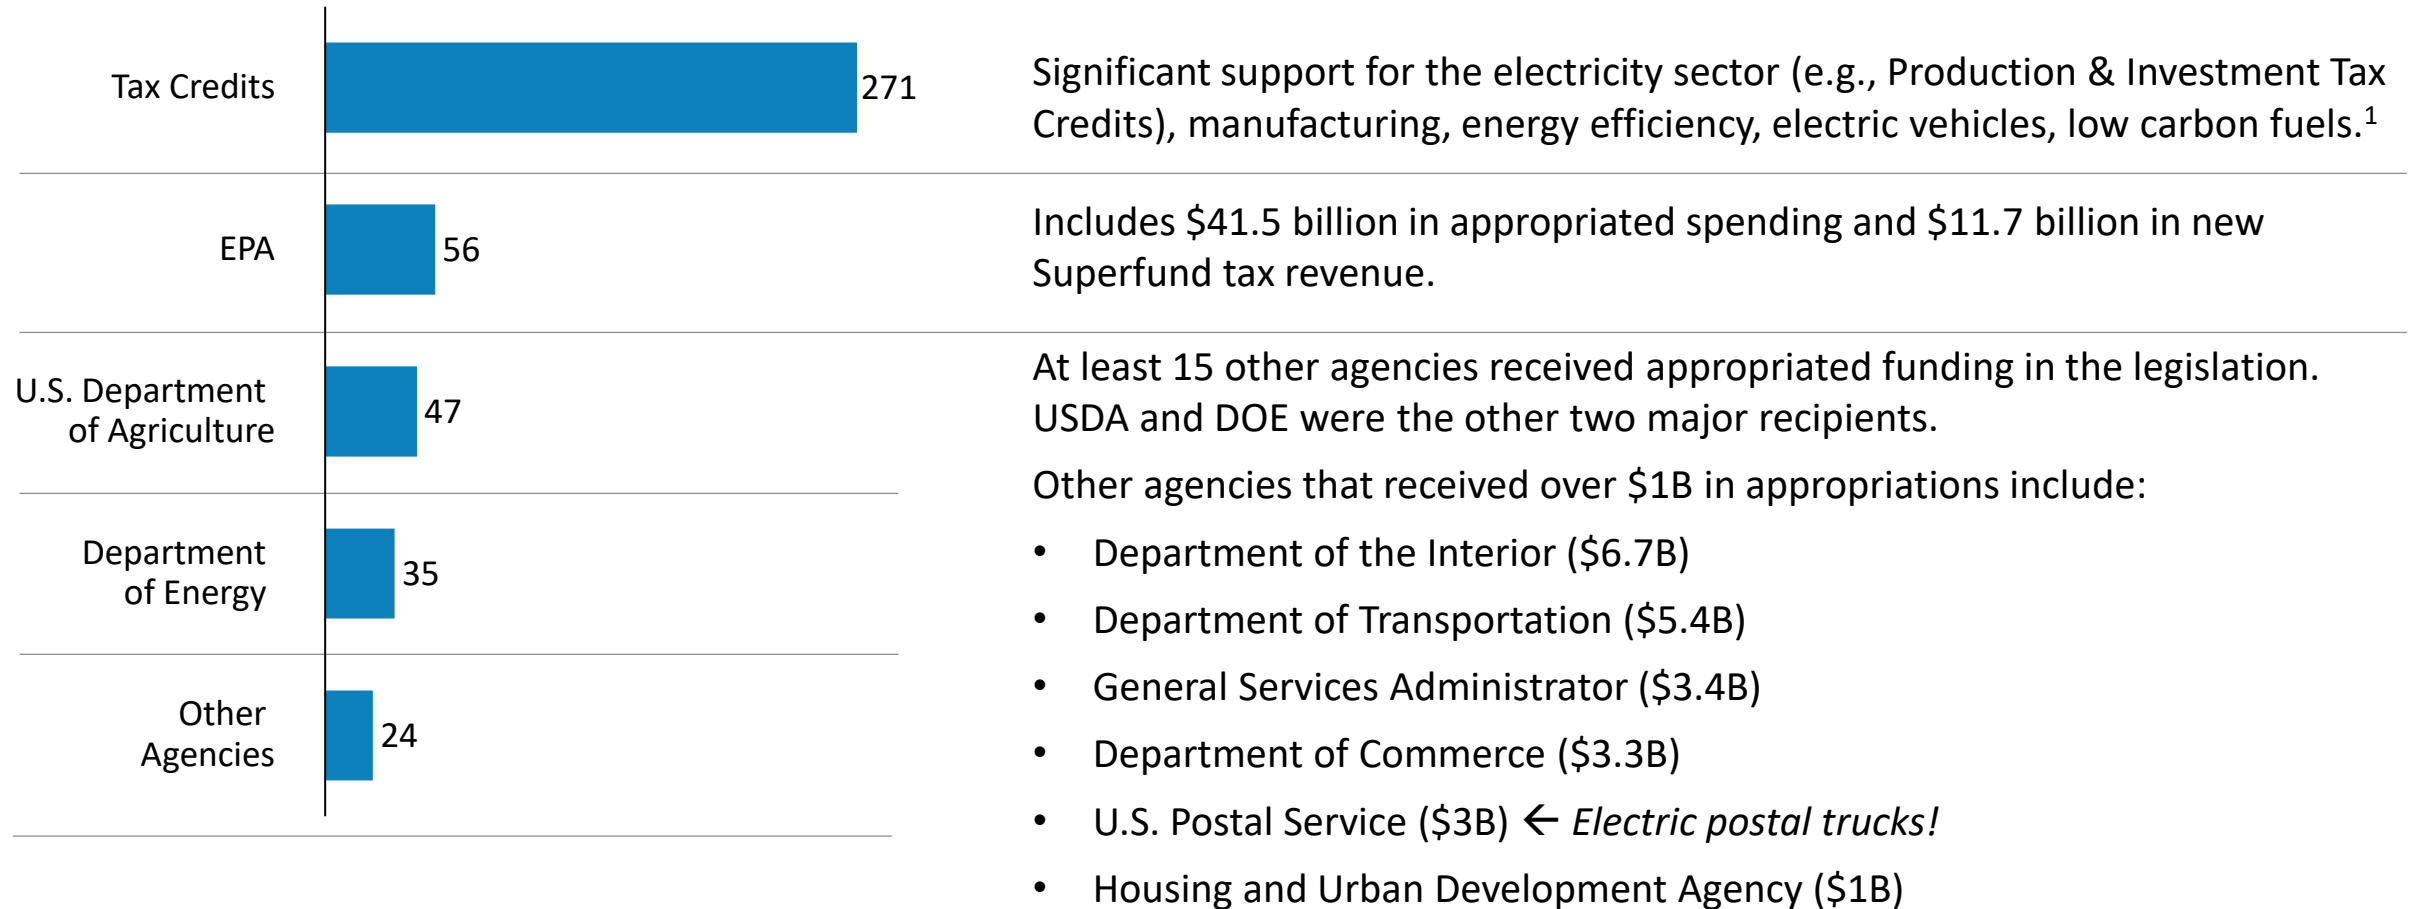 Tax Credits
271
Significant support for the electricity sector (e.g., Production & Investment Tax
Credits), manufacturing, energy efficiency, electric vehicles, low carbon fuels.¹
EPA
56
Includes $41.5 billion in appropriated spending and $11.7 billion in new
Superfund tax revenue.
U.S. Department
of Agriculture
47
Department
of Energy
35
Other
Agencies
24
At least 15 other agencies received appropriated funding in the legislation.
USDA and DOE were the other two major recipients.
Other agencies that received over $1B in appropriations include:
• Department of the Interior ($6.7B)
• Department of Transportation ($5.4B)
• General Services Administrator ($3.4B)
• Department of Commerce ($3.3B)
• U.S. Postal Service ($3B) ← Electric postal trucks!
• Housing and Urban Development Agency ($1B)